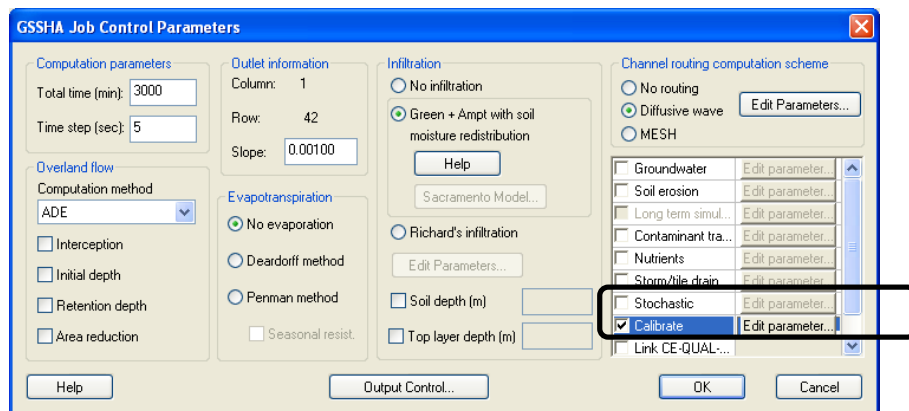 GSSHA Job Control Parameters
Computation parameters
Total time (min): 3000
Time step (sec): 5
Overland flow
Computation method
ADE
Interception
Initial depth
Retention depth
Area reduction
Outlet information
Column: 1
Row: 42
Slope: 0.00100
Evapotranspiration
No evaporation
Deardorff method
Penman method
Seasonal resist.
Infiltration
No infiltration
Green + Ampt with soil
moisture redistribution
Help
Sacramento Model...
Richard's infiltration
Edit Parameters...
Soil depth (m)
Top layer depth (m)
Channel routing computation scheme
No routing
Diffusive wave
MESH
Edit Parameters...
Groundwater Edit parameter...
Soil erosion Edit parameter...
Long term simul... Edit parameter...
Contaminant tra... Edit parameter...
Nutrients Edit parameter...
Storm/tile drain Edit parameter...
Stochastic Edit parameter...
Calibrate Edit parameter...
Link CE-QUAL-...
Help
Output Control...
OK
Cancel